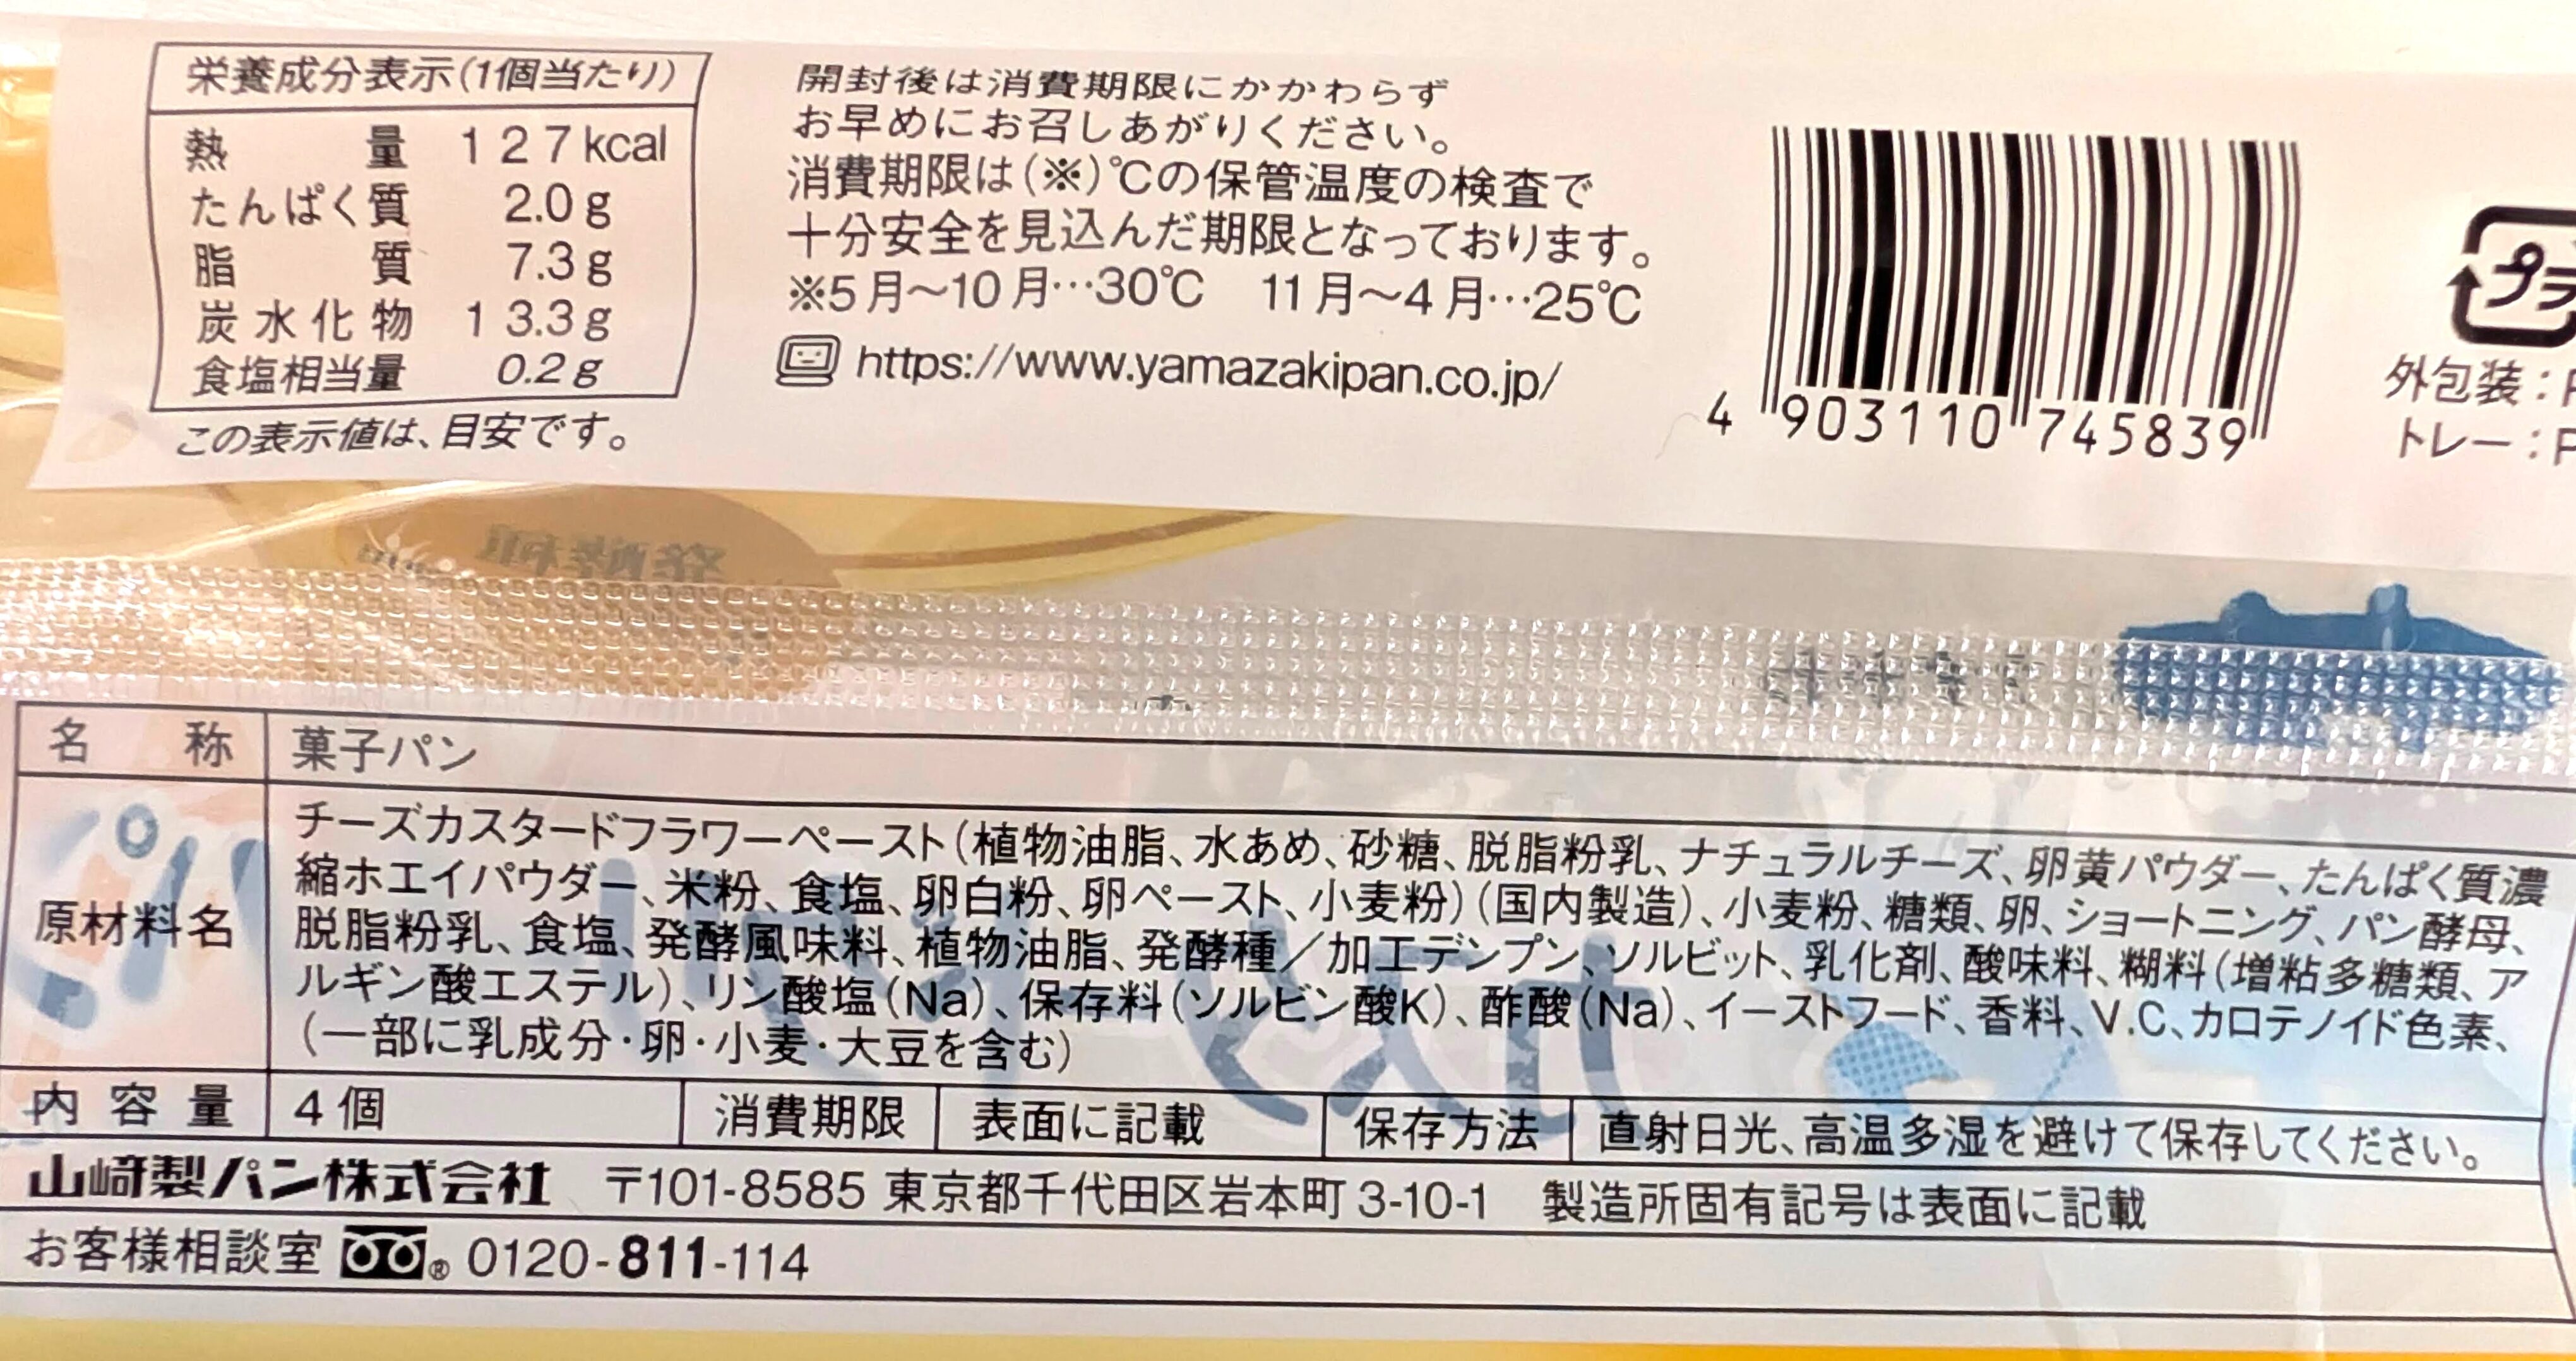 栄養成分表示(1個当たり)
熱量 127kcal
たんぱく質 2.0g
脂質 7.3g
炭水化物 13.3g
食塩相当量 0.2g
この表示値は、目安です。
開封後は消費期限にかかわらず
お早めにお召しあがりください。
消費期限は(※)℃の保管温度の検査で
十分安全を見込んだ期限となっております。
※5月～10月…30℃ 11月～4月…25℃
https://www.yamazakipan.co.jp/
4 903110 745839
プラ
外包装：P
トレー：P
名称 菓子パン
原材料名
チーズカスタードフラワーペースト(植物油脂、水あめ、砂糖、脱脂粉乳、ナチュラルチーズ、卵黄パウダー、たんぱく質濃
縮ホエイパウダー、米粉、食塩、卵白粉、卵ペースト、小麦粉)(国内製造)、小麦粉、糖類、卵、ショートニング、パン酵母、
脱脂粉乳、食塩、発酵風味料、植物油脂、発酵種／加工デンプン、ソルビット、乳化剤、酸味料、糊料(増粘多糖類、ア
ルギン酸エステル)、リン酸塩(Na)、保存料(ソルビン酸K)、酢酸(Na)、イーストフード、香料、V.C、カロテノイド色素、
(一部に乳成分・卵・小麦・大豆を含む)
内容量 4個 消費期限 表面に記載 保存方法 直射日光、高温多湿を避けて保存してください。
山崎製パン株式会社 〒101-8585 東京都千代田区岩本町3-10-1 製造所固有記号は表面に記載
お客様相談室 ® 0120-811-114